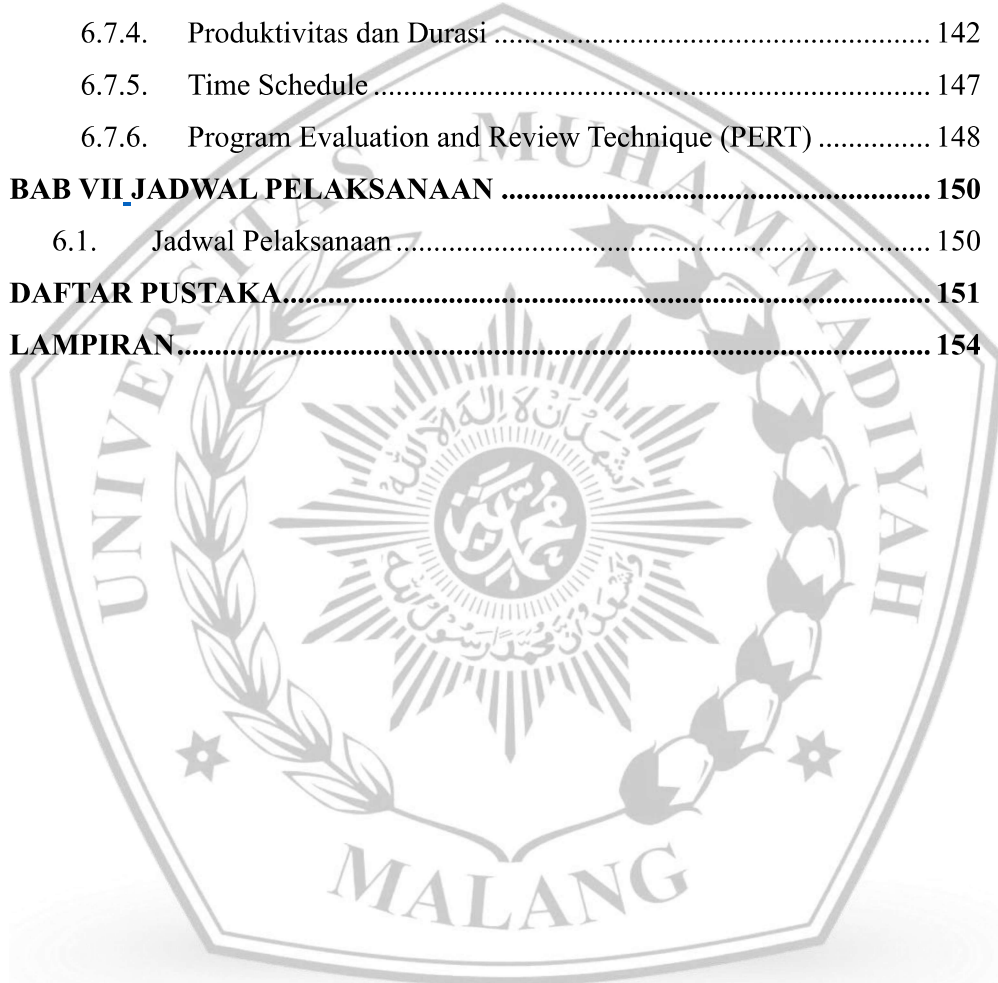 6.7.4. Produktivitas dan Durasi ........................................................ 142
6.7.5. Time Schedule ........................................................................ 147
6.7.6. Program Evaluation and Review Technique (PERT) ............... 148
BAB VII JADWAL PELAKSANAAN ........................................................ 150
6.1. Jadwal Pelaksanaan ...................................................................... 150
DAFTAR PUSTAKA..................................................................................... 151
LAMPIRAN.................................................................................................... 154
UNIVERSITAS MUHAMMADIYAH
MALANG